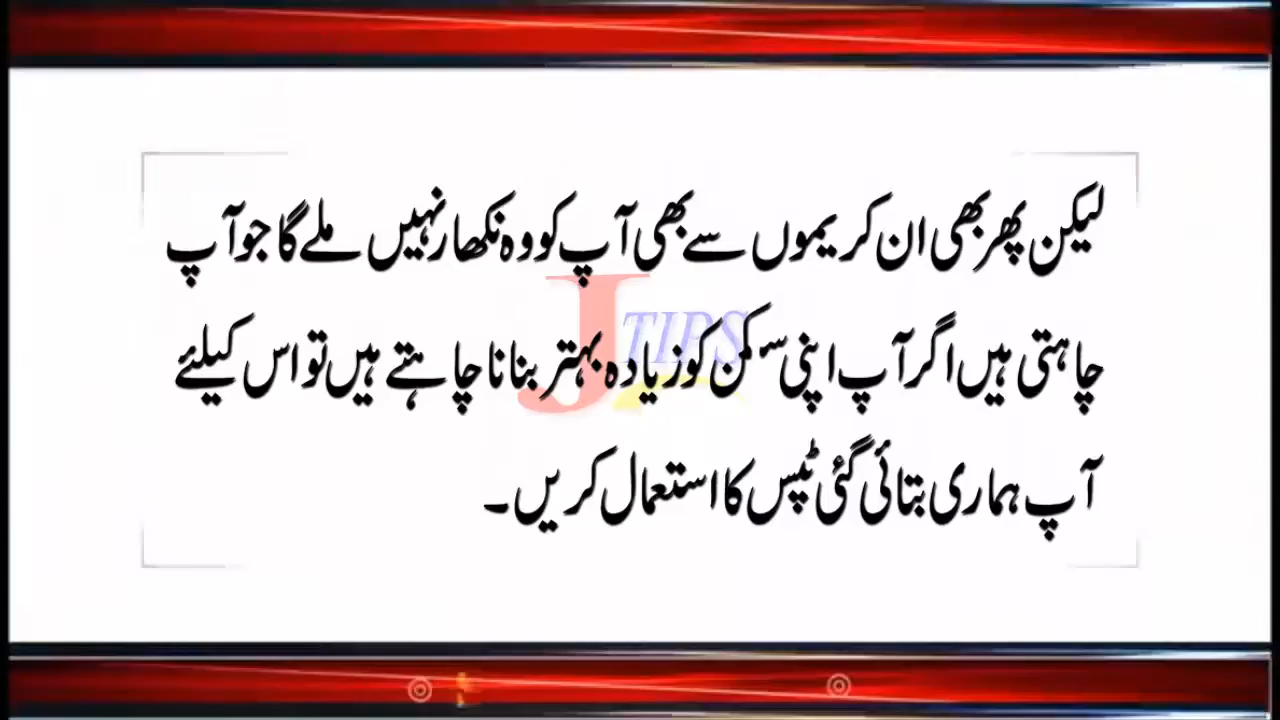 لیکن پھر بھی ان کریموں سے بھی آپ کو وہ نکھار نہیں ملے گا جو آپ
چاہتی ہیں اگر آپ اپنی سکمن کو زیادہ بہتر بنانا چاہتے ہیں تو اس کیلئے
آپ ہماری بتائی گئی ٹپس کا استعمال کریں۔
J TIPS